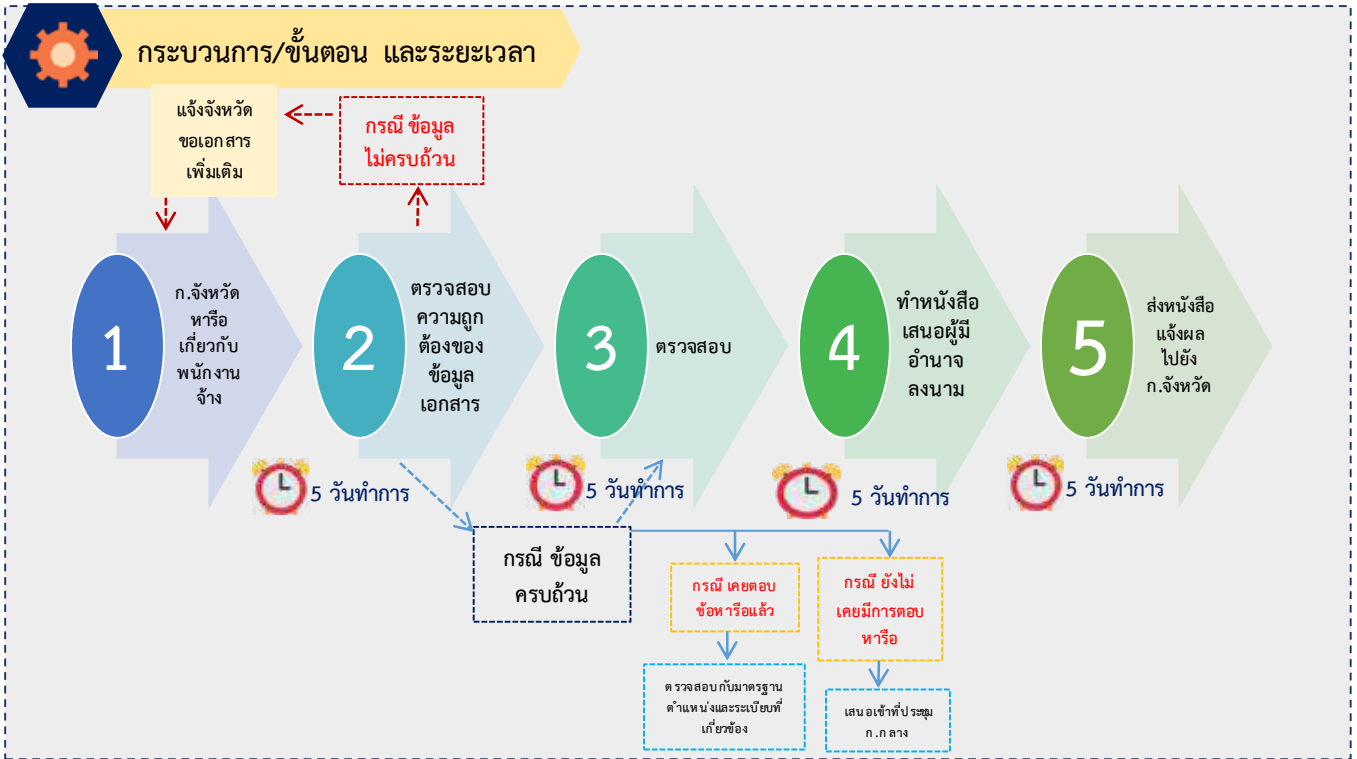 กระบวนการ/ขั้นตอน และระยะเวลา
แจ้งจังหวัด
ขอเอกสาร
เพิ่มเติม
กรณี ข้อมูล
ไม่ครบถ้วน
1
ก.จังหวัด
หารือ
เกี่ยวกับ
พนักงาน
จ้าง
2
ตรวจสอบ
ความถูก
ต้องของ
ข้อมูล
เอกสาร
3
ตรวจสอบ
4
ทำหนังสือ
เสนอผู้มี
อำนาจ
ลงนาม
5
ส่งหนังสือ
แจ้งผล
ไปยัง
ก.จังหวัด
5 วันทำการ
5 วันทำการ
5 วันทำการ
5 วันทำการ
กรณี ข้อมูล
ครบถ้วน
กรณี เคยตอบ
ข้อหารือแล้ว
กรณี ยังไม่
เคยมีการตอบ
หารือ
ตรวจสอบกับมาตรฐาน
ตำแหน่งและระเบียบที่
เกี่ยวข้อง
เสนอเข้าที่ประชุม
ก.กลาง